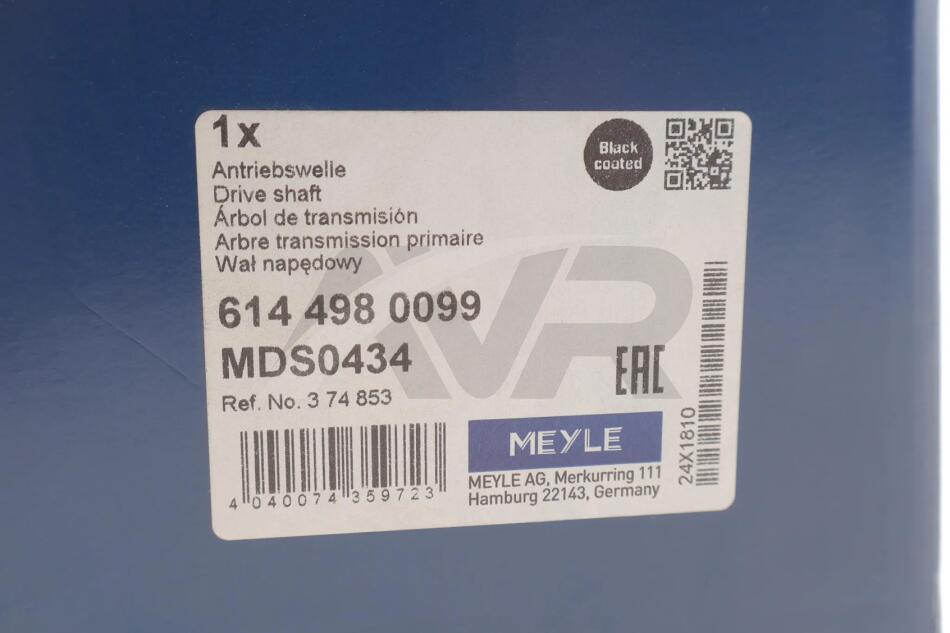 1x
Antriebswelle
Drive shaft
Árbol de transmisión
Arbre transmission primaire
Wał napędowy
Black
coated
614 498 0099
MDS0434
Ref. No. 3 74 853
EAC
VR
4 040074 359723
MEYLE
MEYLE AG, Merkurring 111
Hamburg 22143, Germany
24X1810